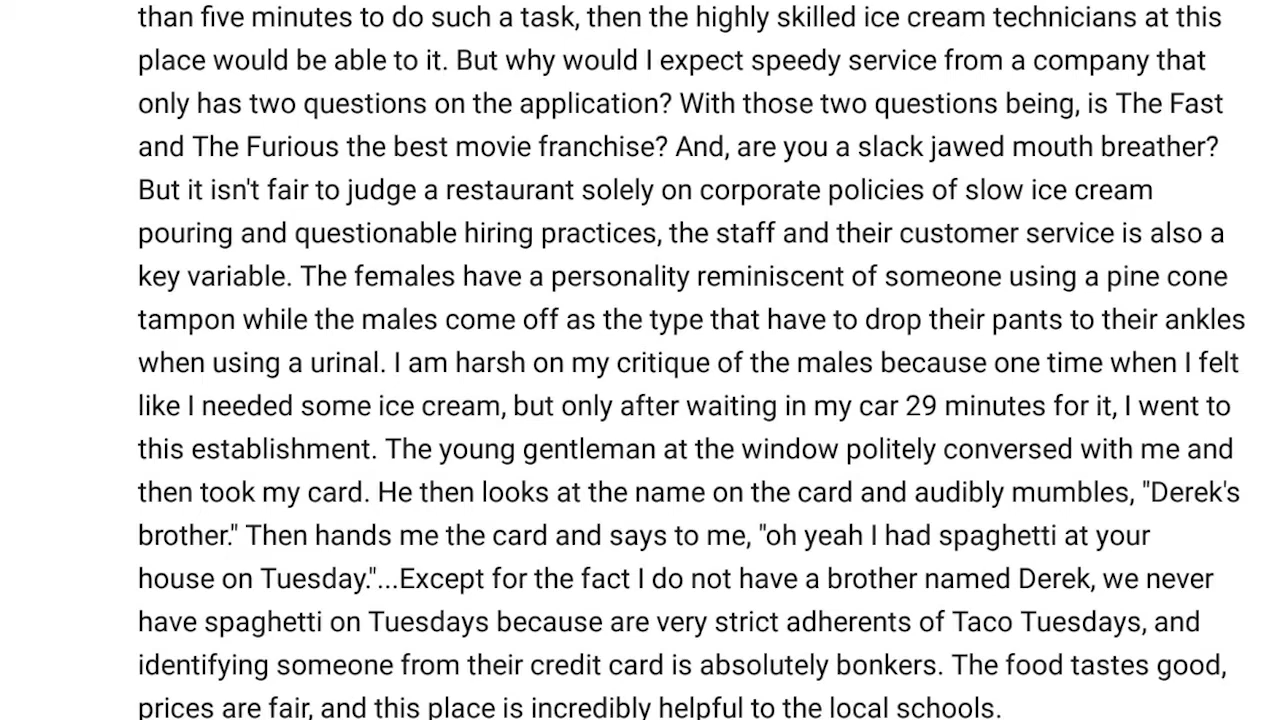 than five minutes to do such a task, then the highly skilled ice cream technicians at this
place would be able to it. But why would I expect speedy service from a company that
only has two questions on the application? With those two questions being, is The Fast
and The Furious the best movie franchise? And, are you a slack jawed mouth breather?
But it isn't fair to judge a restaurant solely on corporate policies of slow ice cream
pouring and questionable hiring practices, the staff and their customer service is also a
key variable. The females have a personality reminiscent of someone using a pine cone
tampon while the males come off as the type that have to drop their pants to their ankles
when using a urinal. I am harsh on my critique of the males because one time when I felt
like I needed some ice cream, but only after waiting in my car 29 minutes for it, I went to
this establishment. The young gentleman at the window politely conversed with me and
then took my card. He then looks at the name on the card and audibly mumbles, "Derek's
brother." Then hands me the card and says to me, "oh yeah I had spaghetti at your
house on Tuesday."...Except for the fact I do not have a brother named Derek, we never
have spaghetti on Tuesdays because are very strict adherents of Taco Tuesdays, and
identifying someone from their credit card is absolutely bonkers. The food tastes good,
prices are fair, and this place is incredibly helpful to the local schools.